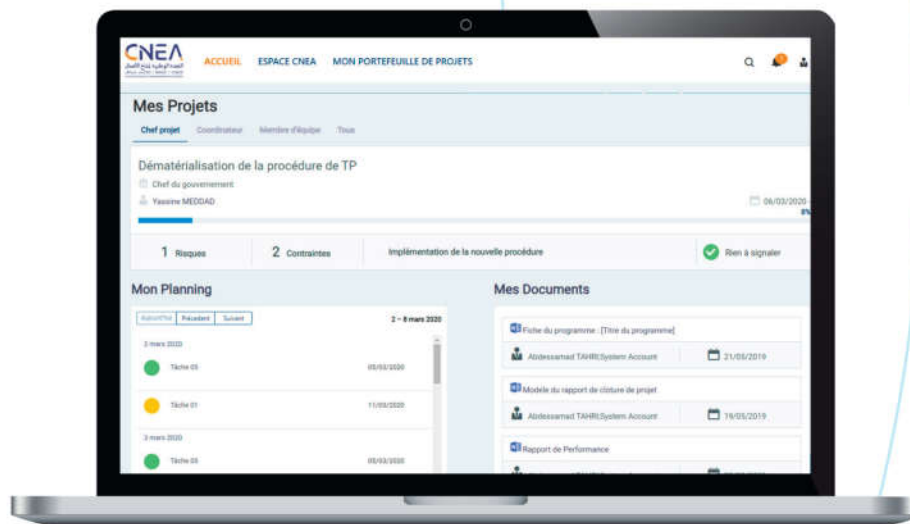 CNEA
ACCUEIL ESPACE CNEA MON PORTEFEUILLE DE PROJETS
Mes Projets
Chef projet Coordinateur Membre d'équipe Tous
Dématérialisation de la procédure de TP
Chef du gouvernement
Yassine MEDDAD
06/03/2020 -
8%
1 Risques 2 Contraintes Implémentation de la nouvelle procédure Rien à signaler
Mon Planning
Aujourd'hui Précédent Suivant 2 – 8 mars 2020
2 mars 2020
Tâche 03 05/03/2020
Tâche 01 11/03/2020
3 mars 2020
Tâche 03 05/03/2020
Mes Documents
Fiche du programme : [Titre du programme]
Abdessamad TAHRI;System Account 21/05/2019
Modèle du rapport de cloture de projet
Abdessamad TAHRI;System Account 19/05/2019
Rapport de Performance